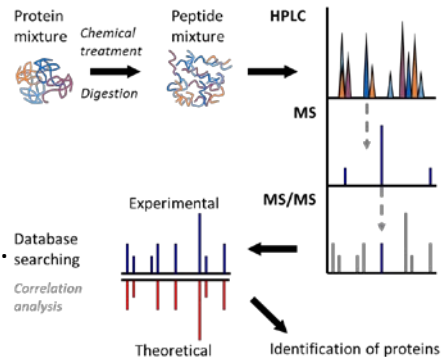 Protein
mixture
Chemical
treatment
Digestion
Peptide
mixture
HPLC
MS
MS/MS
Experimental
Database
searching
Correlation
analysis
Theoretical
Identification of proteins